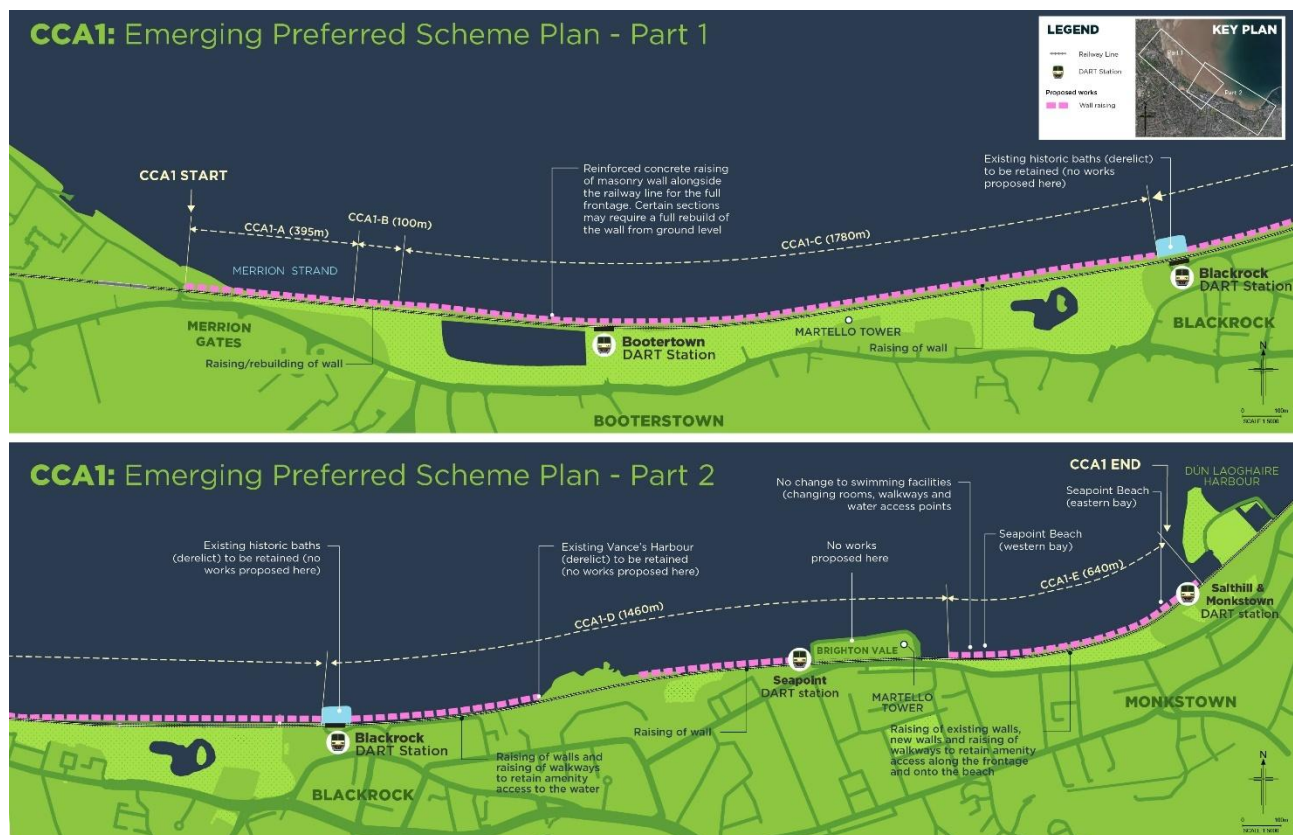 CCA1: Emerging Preferred Scheme Plan - Part 1
LEGEND
Railway Line
DART Station
Proposed works
Wall raising
KEY PLAN
Part 1
Part 2
CCA1 START
CCA1-A (395m)
CCA1-B (100m)
MERRION STRAND
Reinforced concrete raising
of masonry wall alongside
the railway line for the full
frontage. Certain sections
may require a full rebuild of
the wall from ground level
CCA1-C (1780m)
Existing historic baths (derelict)
to be retained (no works
proposed here)
MERRION
GATES
Raising/rebuilding of wall
Bootertown
DART Station
MARTELLO TOWER
Raising of wall
Blackrock
DART Station
BLACKROCK
BOOTERSTOWN
N
0 100m
SCALE 1:5000
CCA1: Emerging Preferred Scheme Plan - Part 2
Existing historic baths
(derelict) to be retained (no
works proposed here)
Existing Vance's Harbour
(derelict) to be retained
(no works proposed here)
CCA1-D (1460m)
No change to swimming facilities
(changing rooms, walkways and
water access points
No works
proposed here
Seapoint Beach
(western bay)
CCA1-E (640m)
CCA1 END
Seapoint Beach
(eastern bay)
DÚN LAOGHAIRE
HARBOUR
Salthill &
Monkstown
DART station
BRIGHTON VALE
Seapoint
DART station
MARTELLO
TOWER
MONKSTOWN
Blackrock
DART Station
BLACKROCK
Raising of walls and
raising of walkways
to retain amenity
access to the water
Raising of wall
Raising of existing walls,
new walls and raising of
walkways to retain amenity
access along the frontage
and onto the beach
N
0 100m
SCALE 1:5000